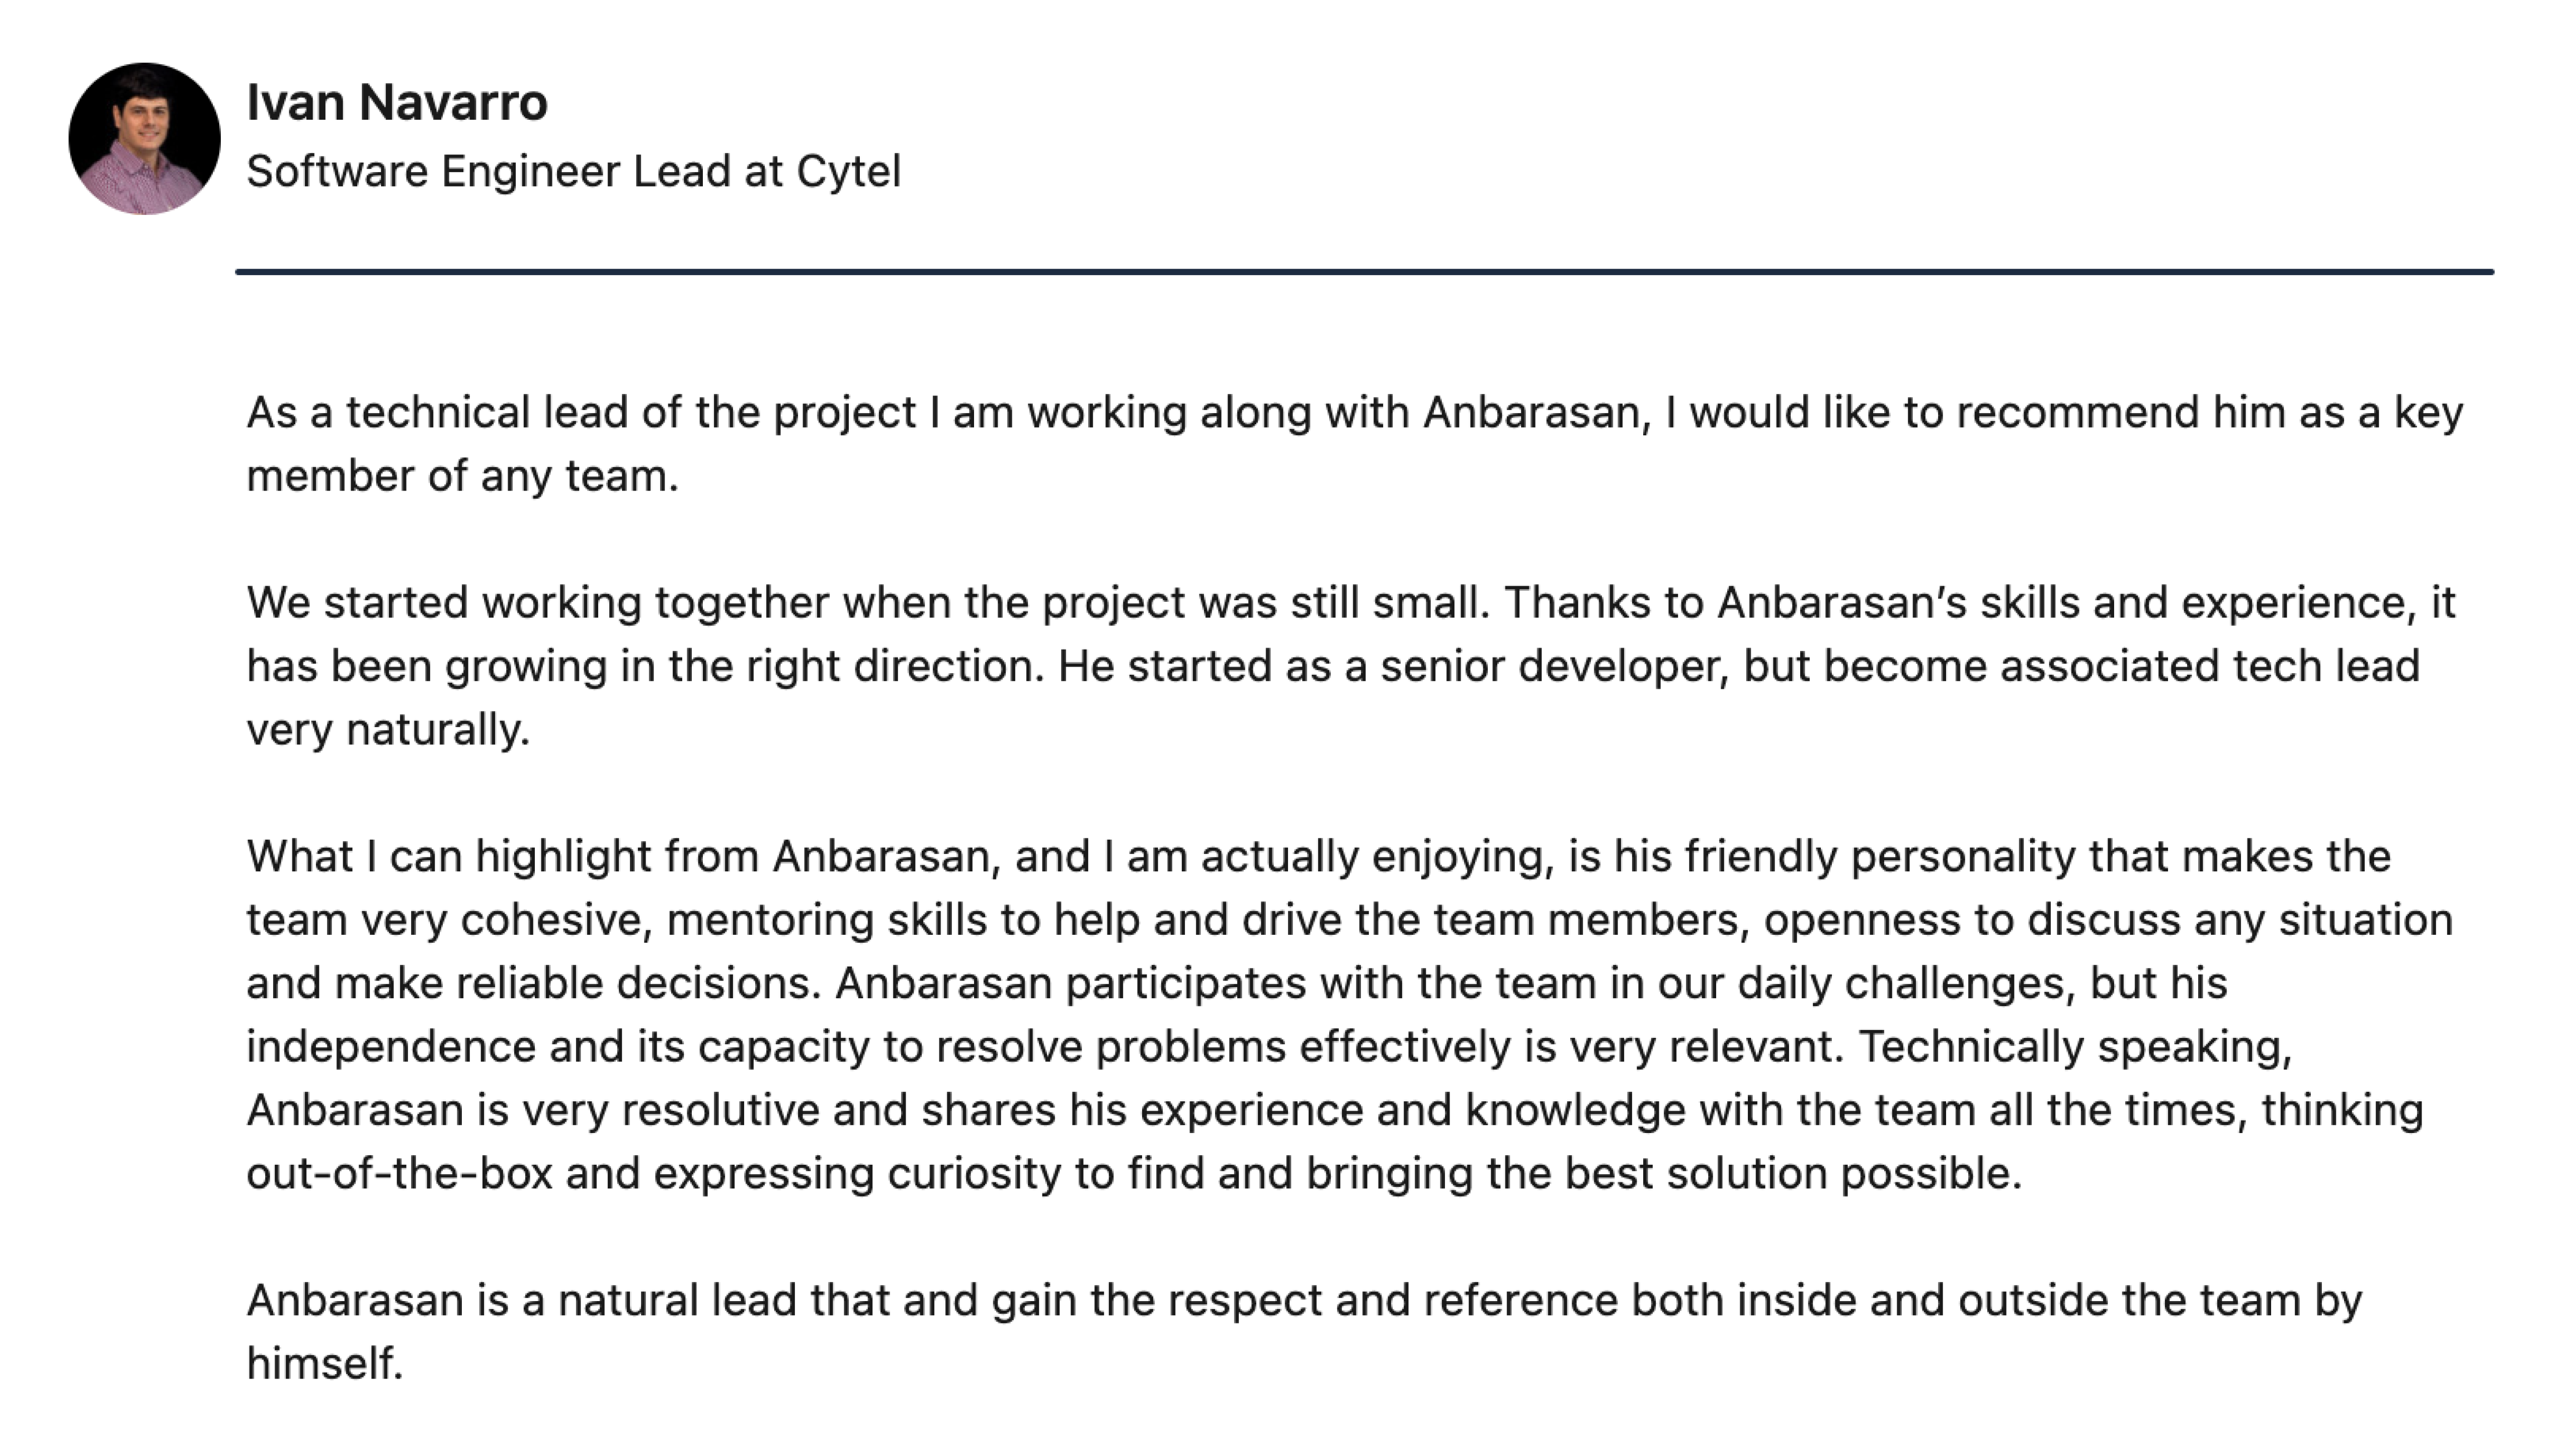 Ivan Navarro
Software Engineer Lead at Cytel
As a technical lead of the project I am working along with Anbarasan, I would like to recommend him as a key
member of any team.
We started working together when the project was still small. Thanks to Anbarasan’s skills and experience, it
has been growing in the right direction. He started as a senior developer, but become associated tech lead
very naturally.
What I can highlight from Anbarasan, and I am actually enjoying, is his friendly personality that makes the
team very cohesive, mentoring skills to help and drive the team members, openness to discuss any situation
and make reliable decisions. Anbarasan participates with the team in our daily challenges, but his
independence and its capacity to resolve problems effectively is very relevant. Technically speaking,
Anbarasan is very resolutive and shares his experience and knowledge with the team all the times, thinking
out-of-the-box and expressing curiosity to find and bringing the best solution possible.
Anbarasan is a natural lead that and gain the respect and reference both inside and outside the team by
himself.